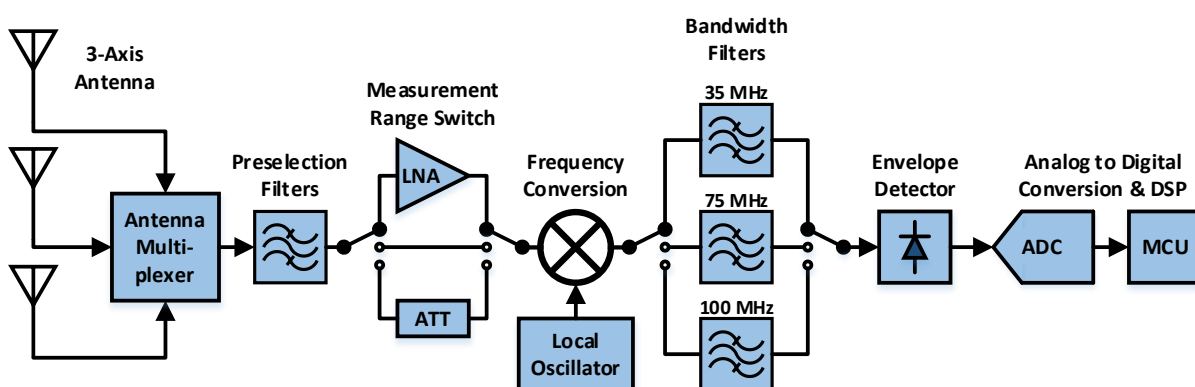 3-Axis
Antenna
Antenna
Multi-
plexer
Preselection
Filters
Measurement
Range Switch
LNA
ATT
Frequency
Conversion
Local
Oscillator
Bandwidth
Filters
35 MHz
75 MHz
100 MHz
Envelope
Detector
Analog to Digital
Conversion & DSP
ADC
MCU